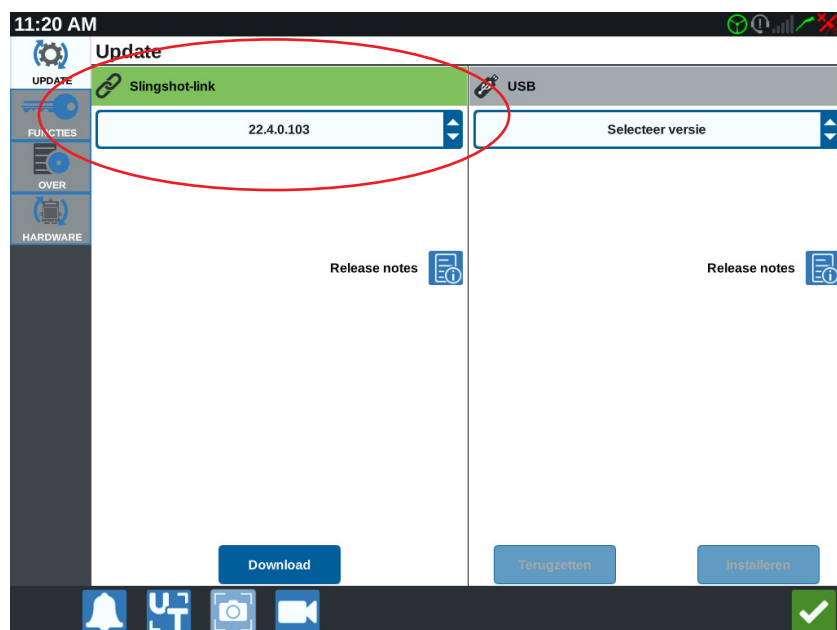 11:20 AM
Update
UPDATE
FUNCTIES
OVER
HARDWARE
Slingshot-link
22.4.0.103
Release notes
Download
USB
Selecteer versie
Release notes
Terugzetten
Installeren
UT